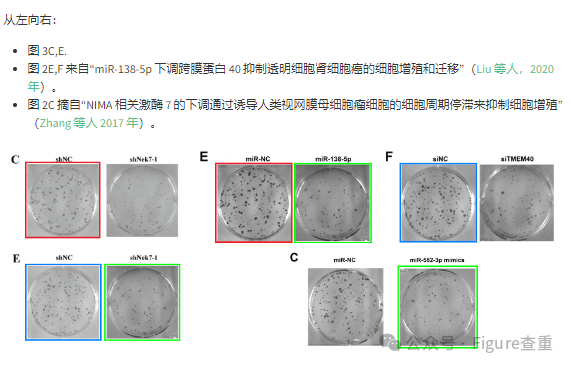 从左向右：
• 图 3C,E.
• 图 2E,F 来自“miR-138-5p 下调跨膜蛋白 40 抑制透明细胞肾细胞癌的细胞增殖和迁移”（Liu 等人，2020
年）。
• 图 2C 摘自“NIMA 相关激酶 7 的下调通过诱导人类视网膜母细胞瘤细胞的细胞周期停滞来抑制细胞增殖”
（Zhang 等人 2017 年）。
C shNC shNek7-1
E miR-NC miR-138-5p
F siNC siTMEM40
E shNC shNek7-1
C miR-NC miR-582-3p mimics
公众号 · Figure查重